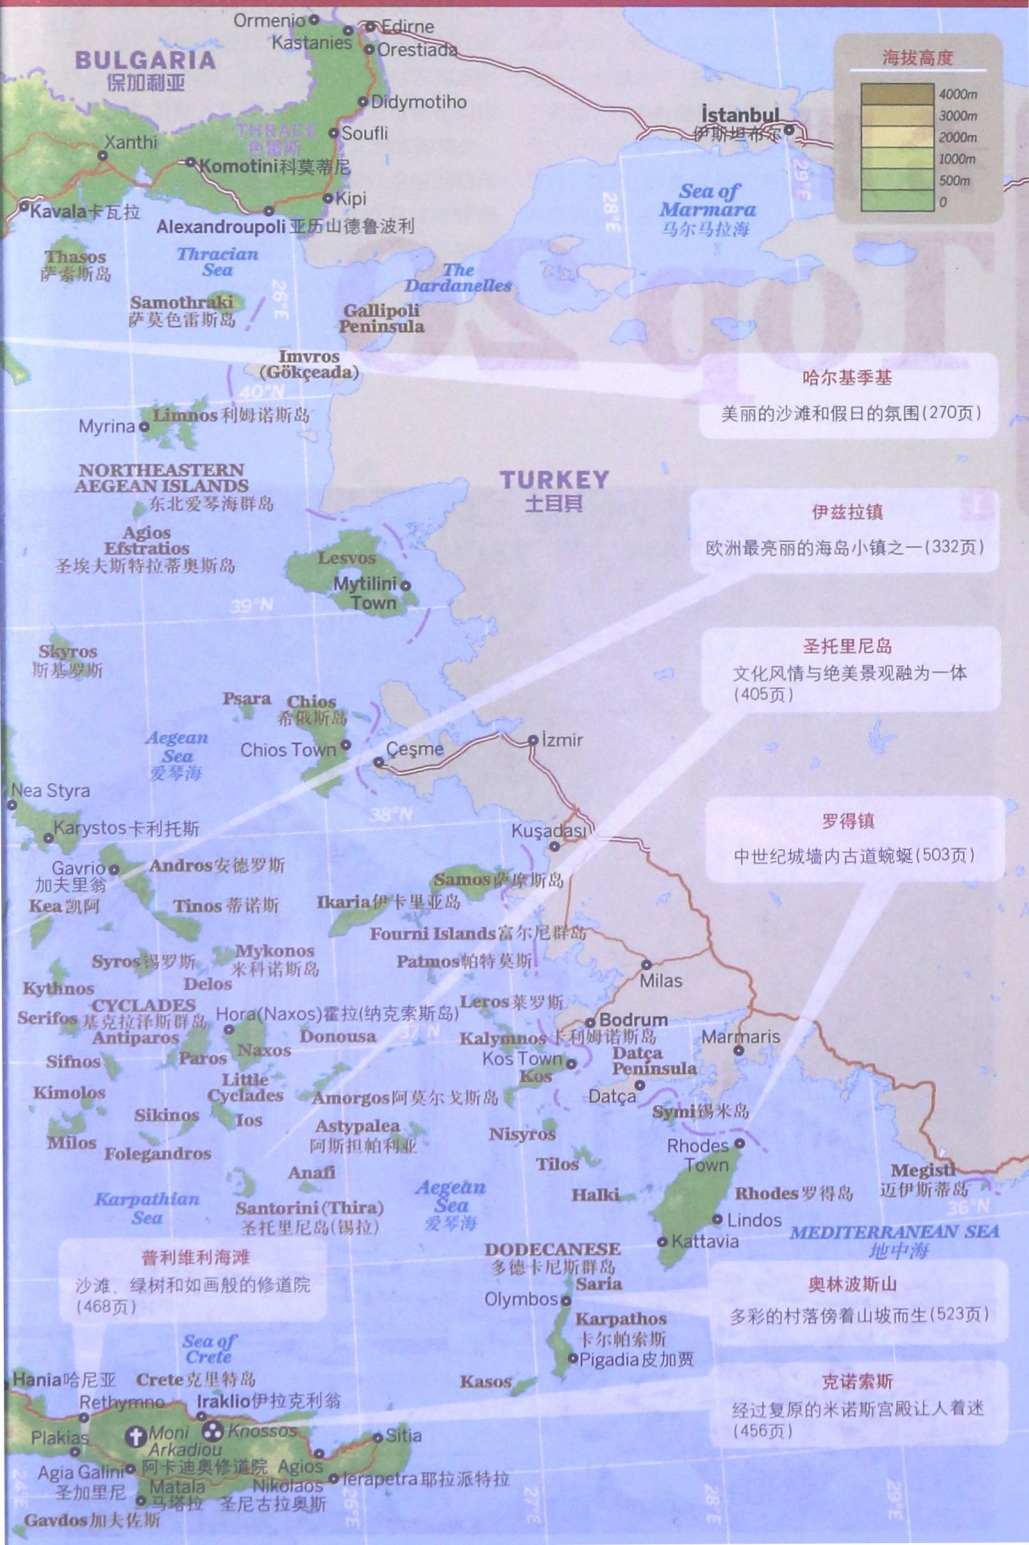 Ormenio
Edirne
Kastanies
Orestiada
BULGARIA
保加利亚
Didymotiho
THRACE
色雷斯
Soufli
Xanthi
Komotini科莫蒂尼
Kipi
Kavala卡瓦拉
Alexandroupoli亚历山德鲁波利
İstanbul
伊斯坦布尔
海拔高度
4000m
3000m
2000m
1000m
500m
0
Sea of
Marmara
马尔马拉海
28°E
29°E
Thasos
萨索斯岛
Thracian
Sea
The
Dardanelles
26°E
Samothraki
萨莫色雷斯岛
Gallipoli
Peninsula
Imvros
(Gökçeada)
40°N
哈尔基季基
美丽的沙滩和假日的氛围(270页)
Limnos利姆诺斯岛
Myrina
NORTHEASTERN
AEGEAN ISLANDS
东北爱琴海群岛
TURKEY
土耳其
伊兹拉镇
欧洲最亮丽的海岛小镇之一(332页)
Agios
Efstratios
圣埃夫斯特拉蒂奥斯岛
Lesvos
Mytilini
Town
39°N
Skyros
斯基罗斯
圣托里尼岛
文化风情与绝美景观融为一体
(405页)
Psara
Chios
希俄斯岛
Aegean
Sea
爱琴海
Chios Town
Çeşme
İzmir
Nea Styra
38°N
Karystos卡利托斯
Kuşadası
罗得镇
中世纪城墙内古道蜿蜒(503页)
Gavrio
加夫里翁
Andros安德罗斯
Samos萨摩斯岛
Kea凯阿
Tinos蒂诺斯
Ikaria伊卡里亚岛
Fourni Islands富尔尼群岛
Syros锡罗斯
Mykonos
米科诺斯岛
Patmos帕特莫斯
Kythnos
Delos
Milas
CYCLADES
基克拉泽斯群岛
Leros莱罗斯
Serifos
Hora(Naxos)霍拉(纳克索斯岛)
Bodrum
Antiparos
Donousa
37°N
Kalymnos卡利姆诺斯岛
Marmaris
Sifnos
Paros
Naxos
Kos Town
Kos
Datça
Peninsula
Little
Cyclades
Kimolos
Amorgos阿莫尔戈斯岛
Datça
Symi锡米岛
Sikinos
Ios
Astypalea
阿斯坦帕利亚
Nisyros
Milos
Folegandros
Rhodes
Town
Tilos
Anafi
Megisti
迈伊斯蒂岛
Karpathian
Sea
Santorini(Thira)
圣托里尼岛(锡拉)
Aegean
Sea
爱琴海
Halki
Rhodes罗得岛
36°N
Lindos
MEDITERRANEAN SEA
地中海
Kattavia
普利维利海滩
沙滩、绿树和如画般的修道院
(468页)
DODECANESE
多德卡尼斯群岛
Saria
Olymbos
奥林波斯山
多彩的村落傍着山坡而生(523页)
Karpathos
卡尔帕索斯
Sea of
Crete
Pigadia皮加贾
Kasos
Hania哈尼亚
Crete克里特岛
克诺索斯
经过复原的米诺斯宫殿让人着迷
(456页)
Rethymno
Iraklio伊拉克利翁
Plakias
Moni
Arkadiou
阿卡迪奥修道院
Knossos
Sitia
Agia Galini
圣加里尼
Agios
Nikolaos
圣尼古拉奥斯
Ierapetra耶拉派特拉
Matala
马塔拉
Gavdos加夫佐斯
24°E
26°E
27°E
28°E
29°E